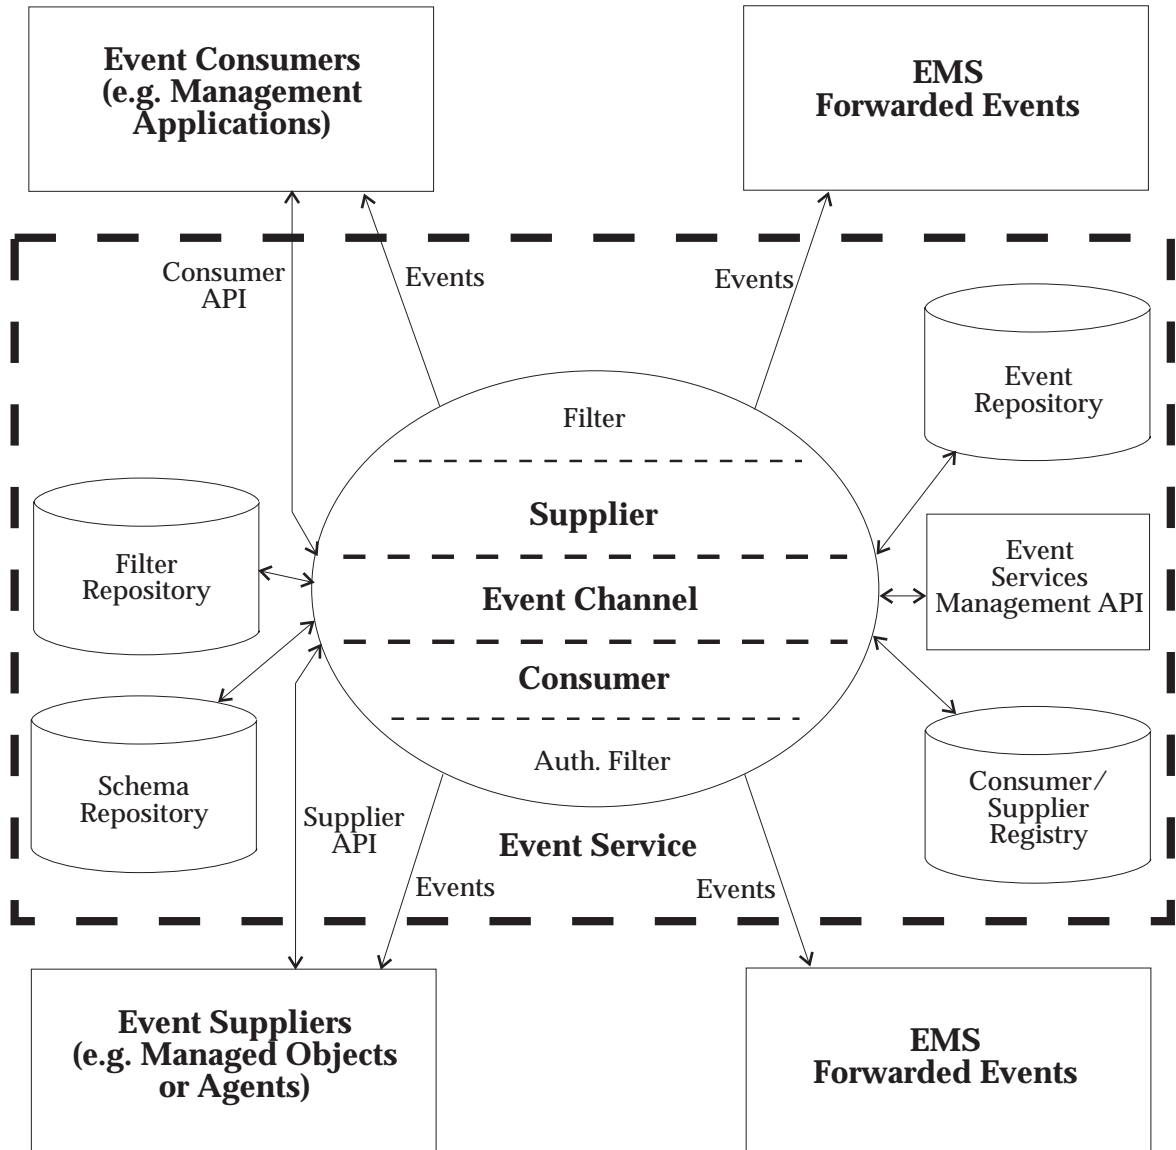 Event Consumers
(e.g. Management
Applications)
EMS
Forwarded Events
Consumer
API
Events
Events
Event
Repository
Filter
Supplier
Filter
Repository
Event Channel
Event
Services
Management API
Consumer
Schema
Repository
Auth. Filter
Consumer/
Supplier
Registry
Supplier
API
Event Service
Events
Events
Event Suppliers
(e.g. Managed Objects
or Agents)
EMS
Forwarded Events